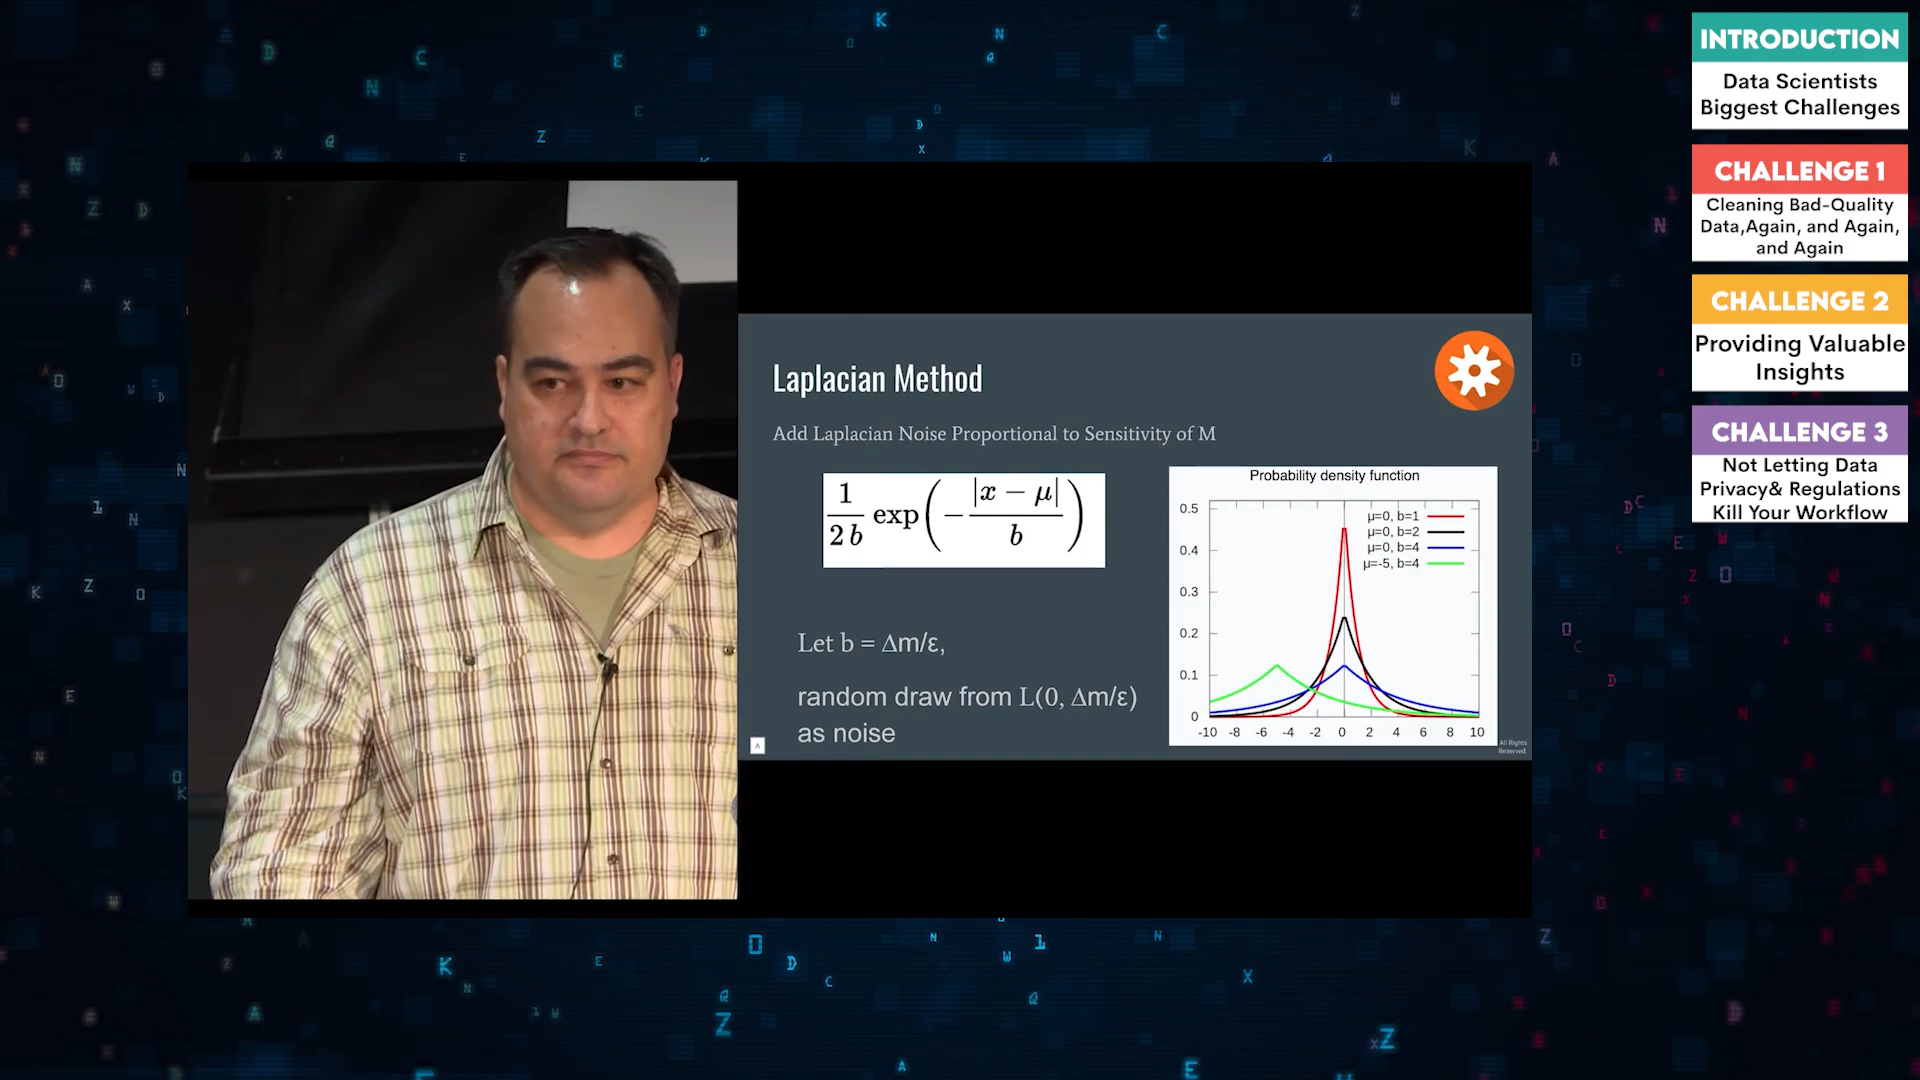 INTRODUCTION
Data Scientists
Biggest Challenges
CHALLENGE 1
Cleaning Bad-Quality
Data,Again, and Again,
and Again
CHALLENGE 2
Providing Valuable
Insights
CHALLENGE 3
Not Letting Data
Privacy& Regulations
Kill Your Workflow
Laplacian Method
Add Laplacian Noise Proportional to Sensitivity of M
1/2b exp(−|x − μ|/b)
Let b = Δm/ε,
random draw from L(0, Δm/ε)
as noise
Probability density function
μ=0, b=1
μ=0, b=2
μ=0, b=4
μ=-5, b=4
0.5
0.4
0.3
0.2
0.1
0
-10 -8 -6 -4 -2 0 2 4 6 8 10
All Rights
Reserved